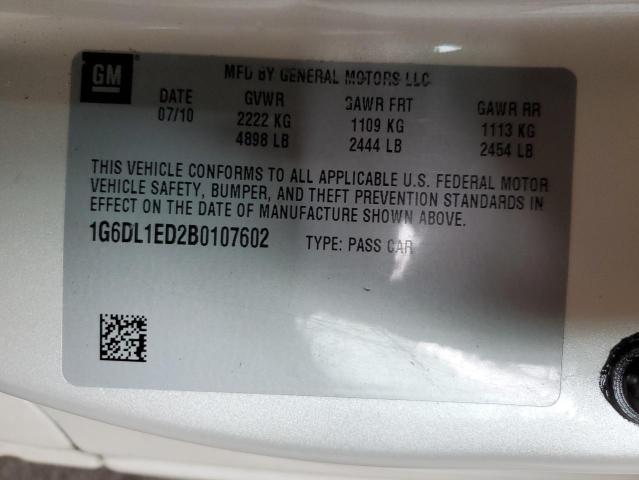 GM
MFD BY GENERAL MOTORS LLC
DATE GVWR GAWR FRT GAWR RR
07/10 2222 KG 1109 KG 1113 KG
4898 LB 2444 LB 2454 LB
THIS VEHICLE CONFORMS TO ALL APPLICABLE U.S. FEDERAL MOTOR
VEHICLE SAFETY, BUMPER, AND THEFT PREVENTION STANDARDS IN
EFFECT ON THE DATE OF MANUFACTURE SHOWN ABOVE.
1G6DL1ED2B0107602 TYPE: PASS CAR